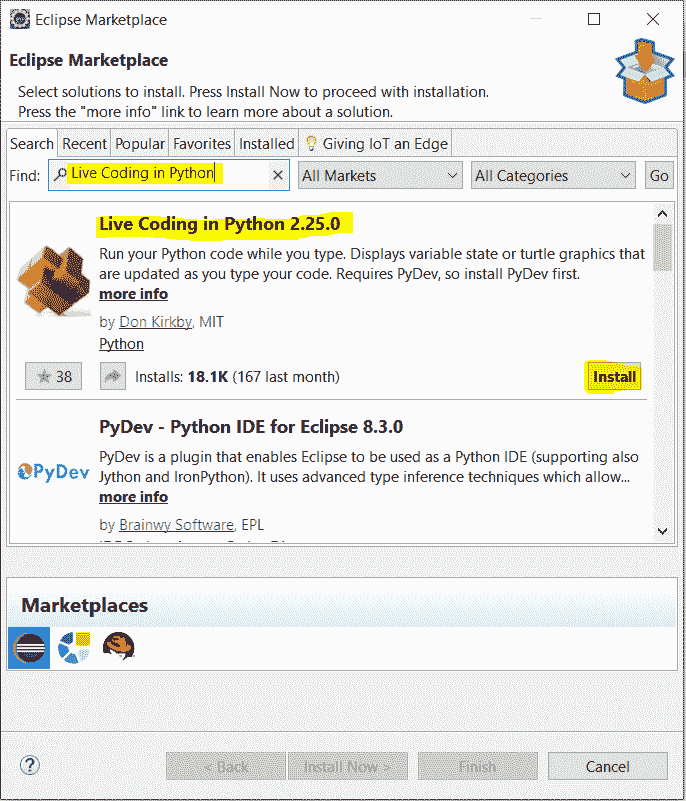 Eclipse Marketplace
Eclipse Marketplace
Select solutions to install. Press Install Now to proceed with installation.
Press the "more info" link to learn more about a solution.
Search Recent Popular Favorites Installed Giving IoT an Edge
Find: Live Coding in Python All Markets All Categories Go
Live Coding in Python 2.25.0
Run your Python code while you type. Displays variable state or turtle graphics that
are updated as you type your code. Requires PyDev, so install PyDev first.
more info
by Don Kirkby, MIT
Python
38 Installs: 18.1K (167 last month) Install
PyDev - Python IDE for Eclipse 8.3.0
PyDev is a plugin that enables Eclipse to be used as a Python IDE (supporting also
PyDev Jython and IronPython). It uses advanced type inference techniques which allow...
more info
by Brainwy Software, EPL
Marketplaces
? < Back Install Now > Finish Cancel